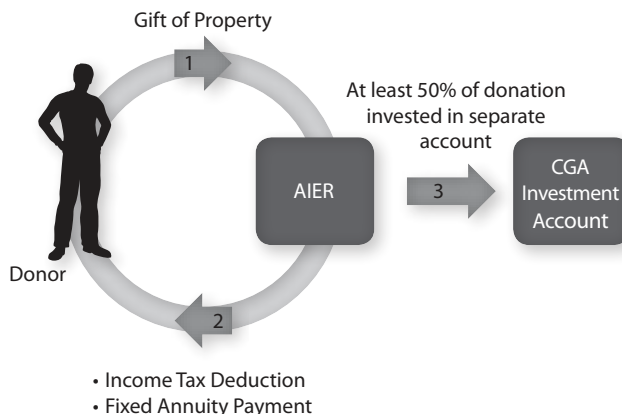 Gift of Property
1
At least 50% of donation
invested in separate
account
AIER
3
CGA
Investment
Account
Donor
2
• Income Tax Deduction
• Fixed Annuity Payment